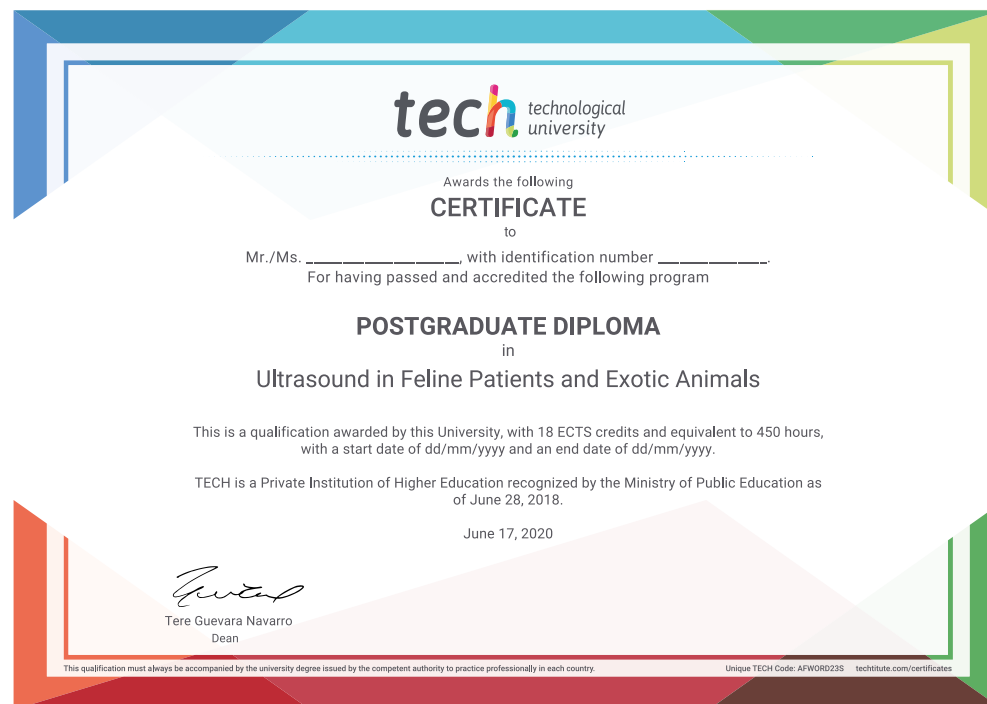 tech technological
university
Awards the following
CERTIFICATE
to
Mr./Ms. ____________________, with identification number ______________.
For having passed and accredited the following program
POSTGRADUATE DIPLOMA
in
Ultrasound in Feline Patients and Exotic Animals
This is a qualification awarded by this University, with 18 ECTS credits and equivalent to 450 hours,
with a start date of dd/mm/yyyy and an end date of dd/mm/yyyy.
TECH is a Private Institution of Higher Education recognized by the Ministry of Public Education as
of June 28, 2018.
June 17, 2020
Tere Guevara Navarro
Dean
This qualification must always be accompanied by the university degree issued by the competent authority to practice professionally in each country.
Unique TECH Code: AFWORD23S techtitute.com/certificates